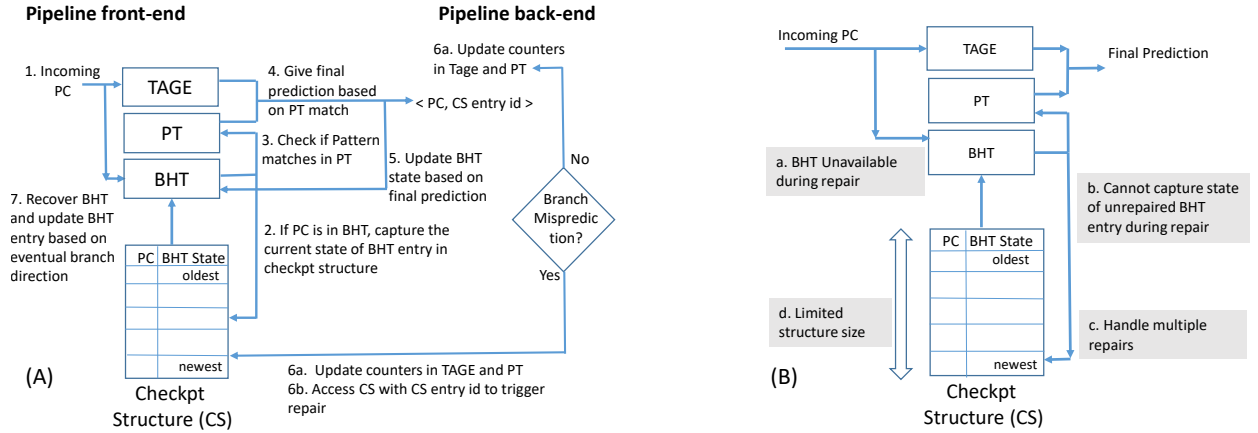 Pipeline front-end
Pipeline back-end
1. Incoming
PC
TAGE
PT
BHT
4. Give final
prediction based
on PT match
3. Check if Pattern
matches in PT
6a. Update counters
in Tage and PT
< PC, CS entry id >
5. Update BHT
state based on
final prediction
No
Branch
Mispredic
tion?
Yes
7. Recover BHT
and update BHT
entry based on
eventual branch
direction
2. If PC is in BHT, capture the
current state of BHT entry in
checkpt structure
PC BHT State
oldest
newest
6a. Update counters in TAGE and PT
6b. Access CS with CS entry id to trigger
repair
(A)
Checkpt
Structure (CS)
Incoming PC
TAGE
PT
BHT
Final Prediction
a. BHT Unavailable
during repair
b. Cannot capture state
of unrepaired BHT
entry during repair
PC BHT State
oldest
newest
d. Limited
structure size
c. Handle multiple
repairs
(B)
Checkpt
Structure (CS)